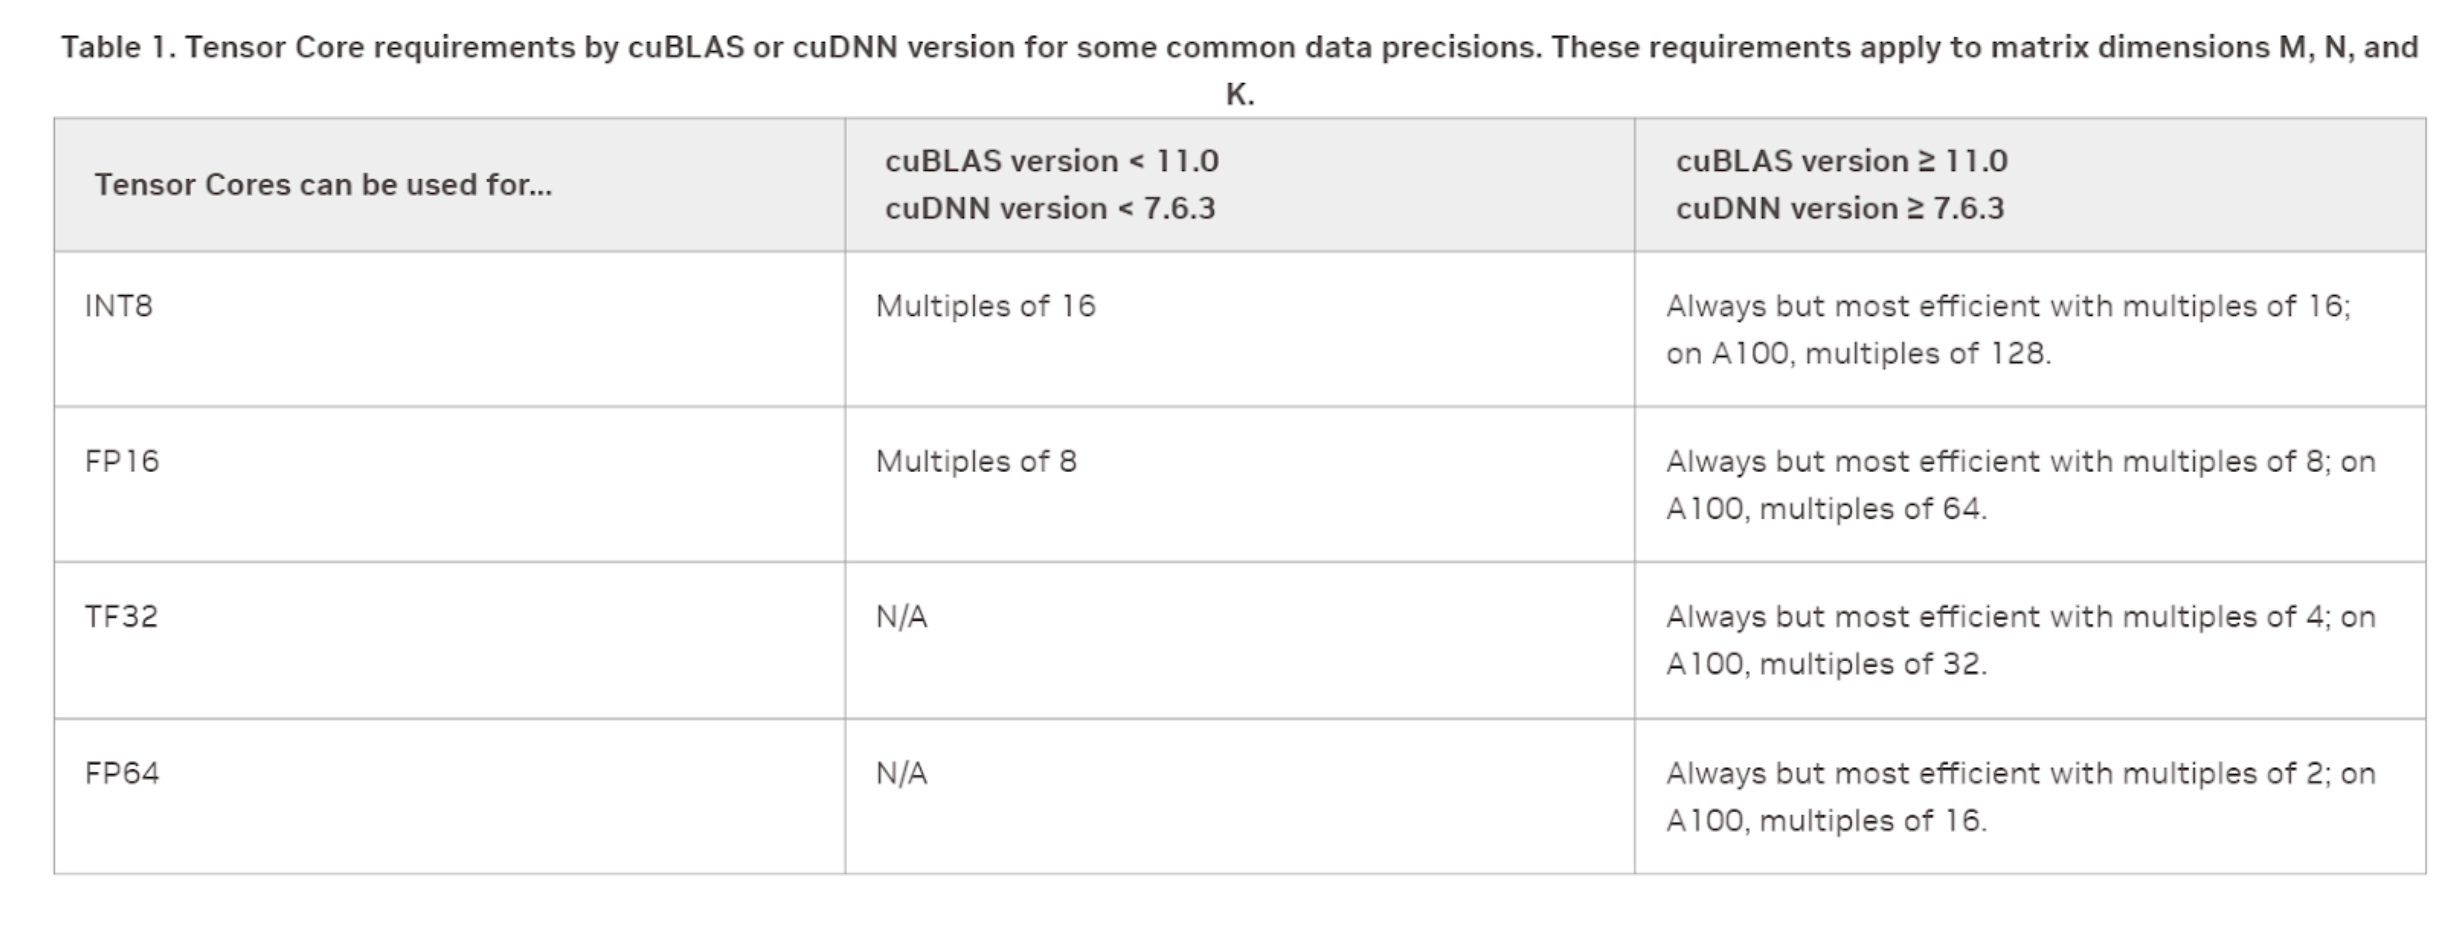 Table 1. Tensor Core requirements by cuBLAS or cuDNN version for some common data precisions. These requirements apply to matrix dimensions M, N, and
K.
Tensor Cores can be used for...
cuBLAS version < 11.0
cuDNN version < 7.6.3
cuBLAS version ≥ 11.0
cuDNN version ≥ 7.6.3
INT8
Multiples of 16
Always but most efficient with multiples of 16;
on A100, multiples of 128.
FP16
Multiples of 8
Always but most efficient with multiples of 8; on
A100, multiples of 64.
TF32
N/A
Always but most efficient with multiples of 4; on
A100, multiples of 32.
FP64
N/A
Always but most efficient with multiples of 2; on
A100, multiples of 16.